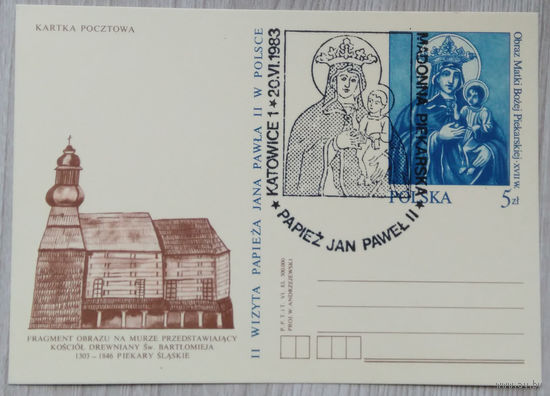 KARTKA POCZTOWA
FRAGMENT OBRAZU NA MURZE PRZEDSTAWIAJĄCY
KOŚCIÓŁ DREWNIANY Św. BARTŁOMIEJA
1303 — 1846 PIEKARY ŚLĄSKIE
II WIZYTA PAPIEŻA JANA PAWŁA II W POLSCE
KATOWICE 1 ★ 20.VI.1983
MADONNA PIEKARSKA
★ PAPIEŻ JAN PAWEŁ II ★
Obraz Matki Bożej Piekarskiej-XVII w.
POLSKA 5 zł
PROJ. W. ANDRZEJEWSKI